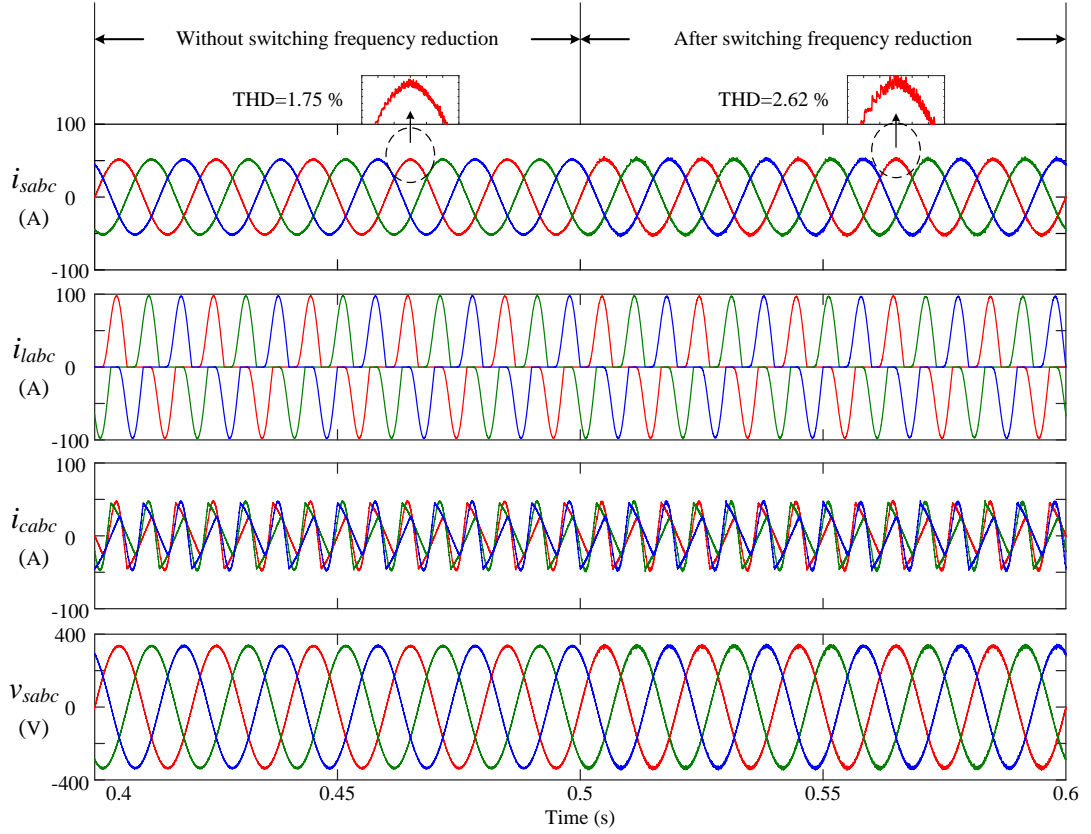 Without switching frequency reduction
After switching frequency reduction
THD=1.75 %
THD=2.62 %
100
i_sabc
0
(A)
-100
100
i_labc
0
(A)
-100
100
i_cabc
0
(A)
-100
400
v_sabc
0
(V)
-400
0.4
0.45
0.5
0.55
0.6
Time (s)